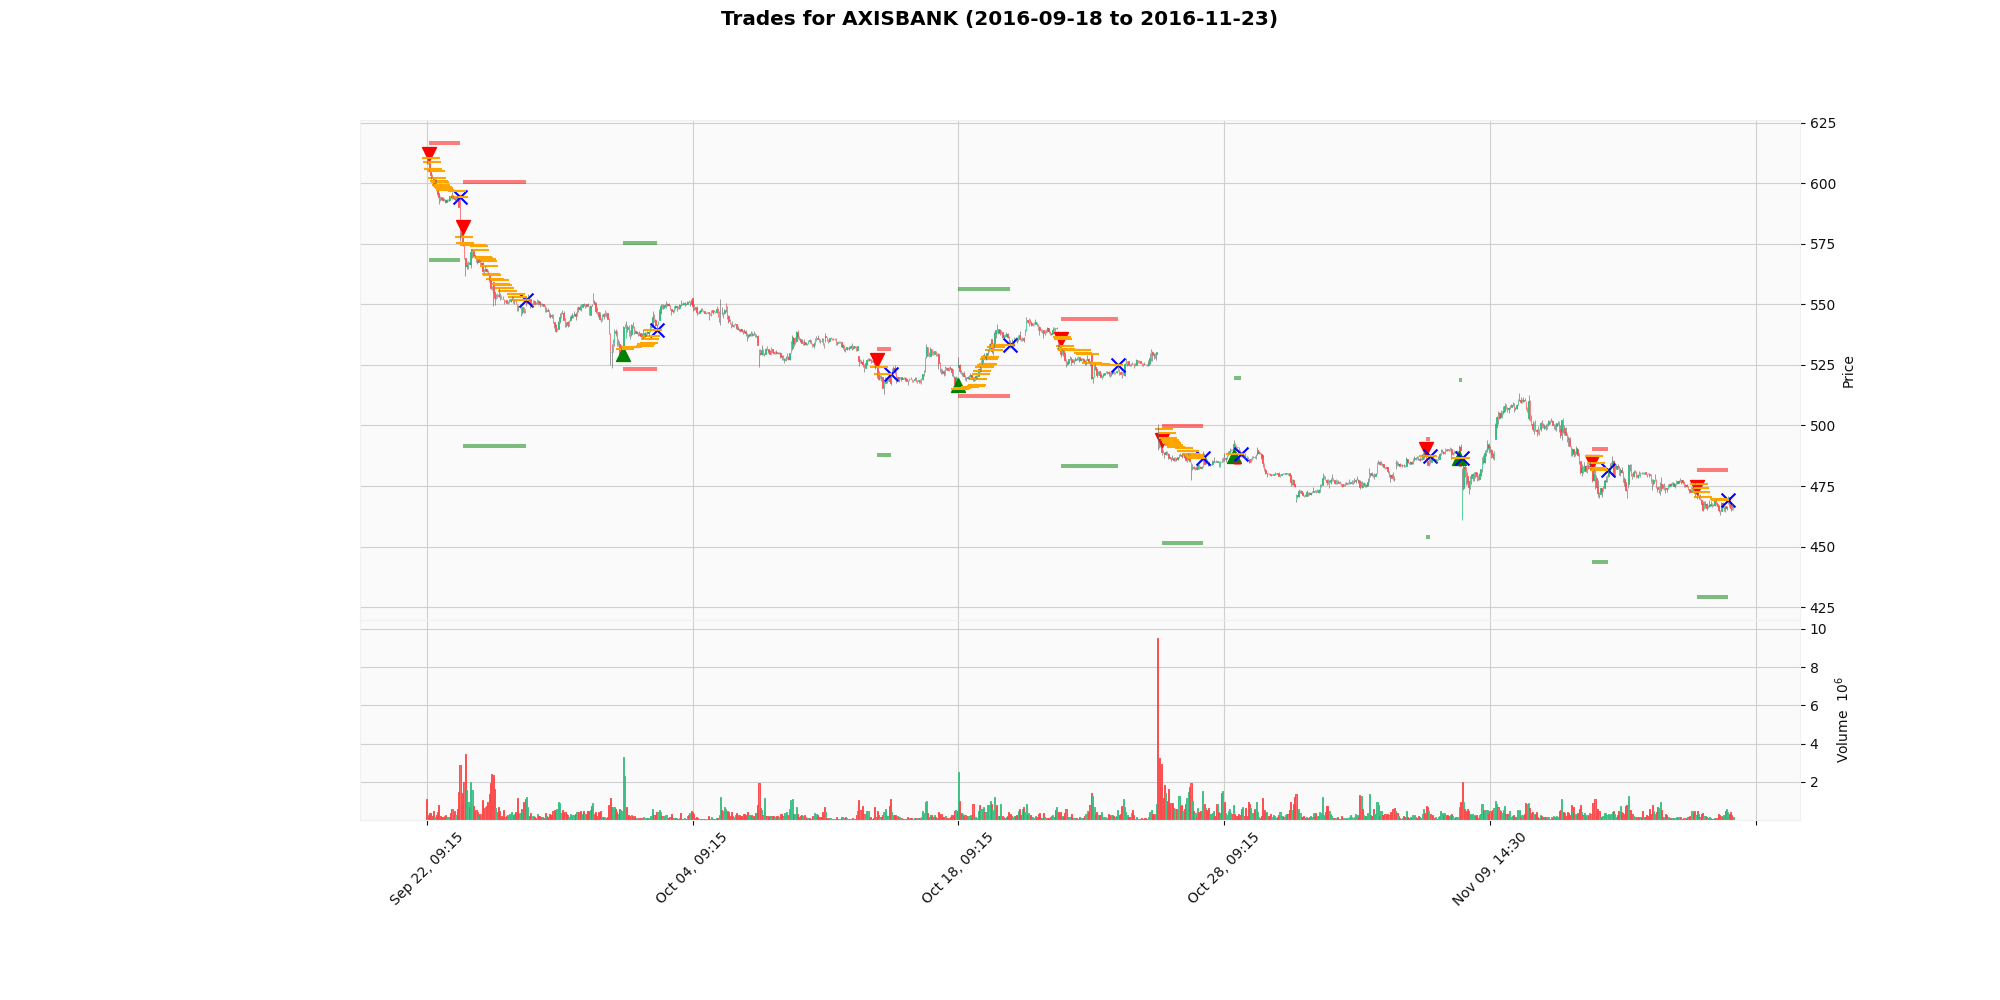 Trades for AXISBANK (2016-09-18 to 2016-11-23)
625
600
575
550
525
500
475
450
425
Price
10
8
6
4
2
Volume 10^6
Sep 22, 09:15
Oct 04, 09:15
Oct 18, 09:15
Oct 28, 09:15
Nov 09, 14:30